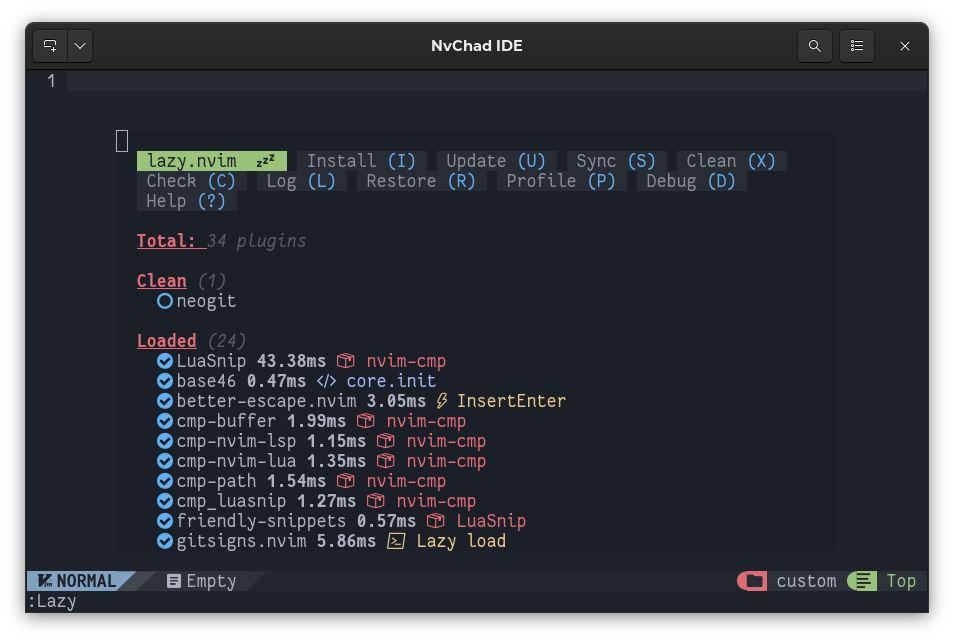 NvChad IDE
1
lazy.nvim zzz Install (I) Update (U) Sync (S) Clean (X)
Check (C) Log (L) Restore (R) Profile (P) Debug (D)
Help (?)
Total: 34 plugins
Clean (1)
neogit
Loaded (24)
LuaSnip 43.38ms nvim-cmp
base46 0.47ms </> core.init
better-escape.nvim 3.05ms InsertEnter
cmp-buffer 1.99ms nvim-cmp
cmp-nvim-lsp 1.15ms nvim-cmp
cmp-nvim-lua 1.35ms nvim-cmp
cmp-path 1.54ms nvim-cmp
cmp_luasnip 1.27ms nvim-cmp
friendly-snippets 0.57ms LuaSnip
gitsigns.nvim 5.86ms Lazy load
NORMAL Empty custom Top
:Lazy